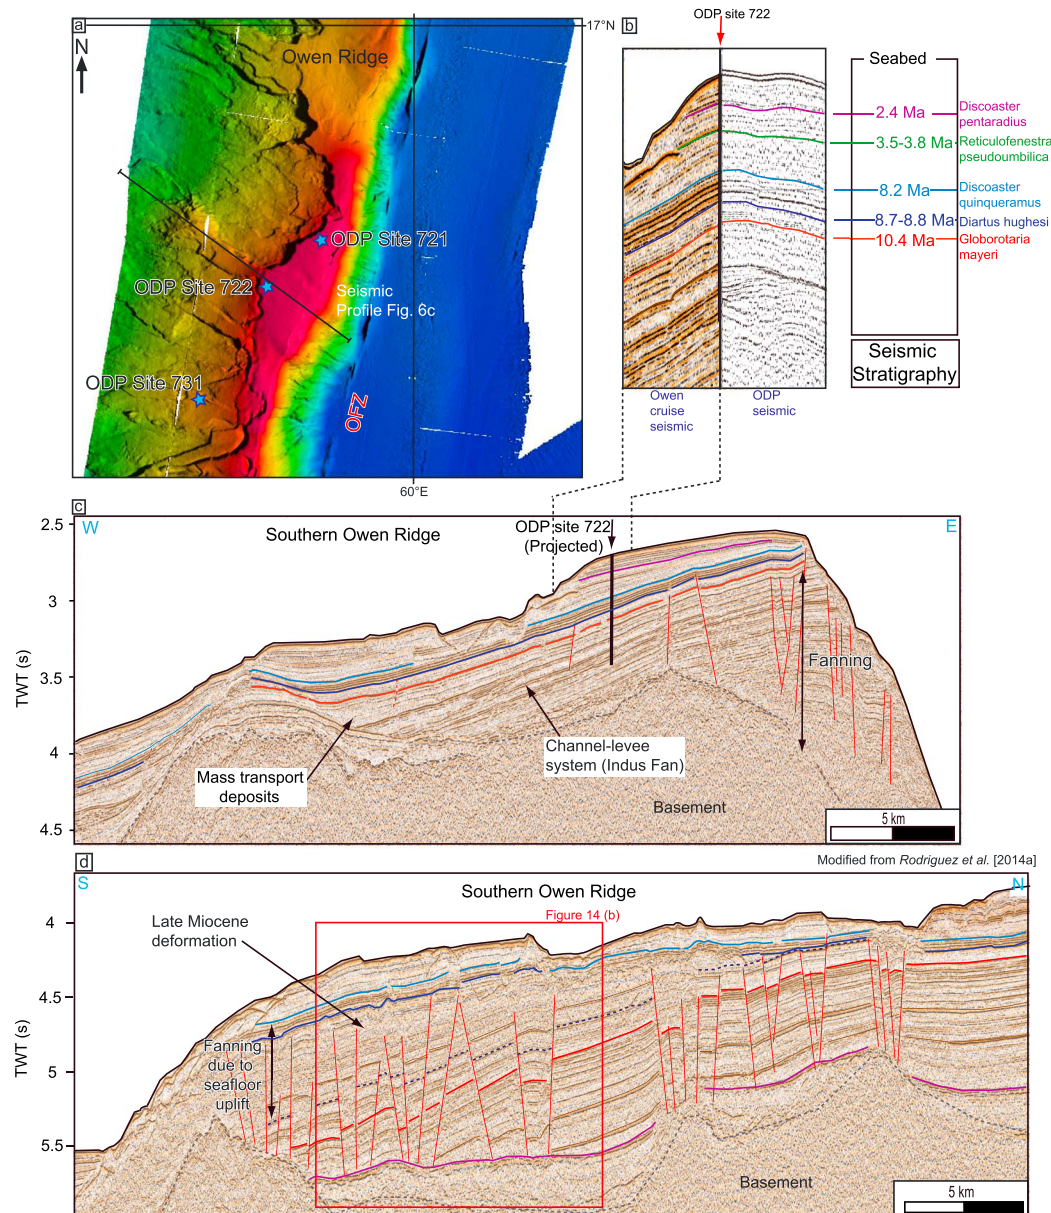 a
N
Owen Ridge
17°N
ODP Site 721
ODP Site 722
Seismic
Profile Fig. 6c
ODP Site 731
OFZ
60°E
b
ODP site 722
Seabed
2.4 Ma
Discoaster
pentaradius
3.5-3.8 Ma
Reticulofenestra
pseudoumbilica
8.2 Ma
Discoaster
quinqueramus
8.7-8.8 Ma
Diartus hughesi
10.4 Ma
Globorotaria
mayeri
Seismic
Stratigraphy
Owen
cruise
seismic
ODP
seismic
c
W
Southern Owen Ridge
ODP site 722
(Projected)
E
2.5
3
3.5
4
4.5
TWT (s)
Fanning
Channel-levee
system (Indus Fan)
Mass transport
deposits
Basement
5 km
Modified from Rodriguez et al. [2014a]
d
S
Southern Owen Ridge
N
Figure 14 (b)
Late Miocene
deformation
4
4.5
5
5.5
TWT (s)
Fanning
due to
seafloor
uplift
Basement
5 km